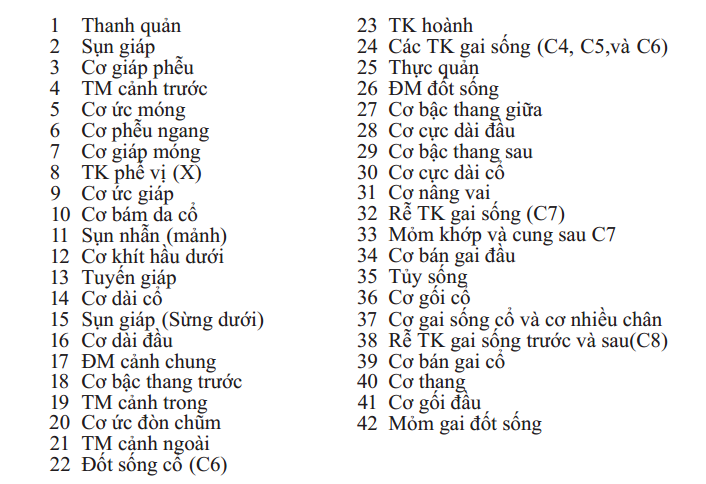 1 Thanh quản
2 Sụn giáp
3 Cơ giáp phễu
4 TM cảnh trước
5 Cơ ức móng
6 Cơ phễu ngang
7 Cơ giáp móng
8 TK phế vị (X)
9 Cơ ức giáp
10 Cơ bám da cổ
11 Sụn nhẫn (mảnh)
12 Cơ khít hầu dưới
13 Tuyến giáp
14 Cơ dài cổ
15 Sụn giáp (Sừng dưới)
16 Cơ dài đầu
17 ĐM cảnh chung
18 Cơ bậc thang trước
19 TM cảnh trong
20 Cơ ức đòn chũm
21 TM cảnh ngoài
22 Đốt sống cổ (C6)
23 TK hoành
24 Các TK gai sống (C4, C5,và C6)
25 Thực quản
26 ĐM đốt sống
27 Cơ bậc thang giữa
28 Cơ cực dài đầu
29 Cơ bậc thang sau
30 Cơ cực dài cổ
31 Cơ nâng vai
32 Rễ TK gai sống (C7)
33 Mỏm khớp và cung sau C7
34 Cơ bán gai đầu
35 Tủy sống
36 Cơ gối cổ
37 Cơ gai sống cổ và cơ nhiều chân
38 Rễ TK gai sống trước và sau(C8)
39 Cơ bán gai cổ
40 Cơ thang
41 Cơ gối đầu
42 Mỏm gai đốt sống